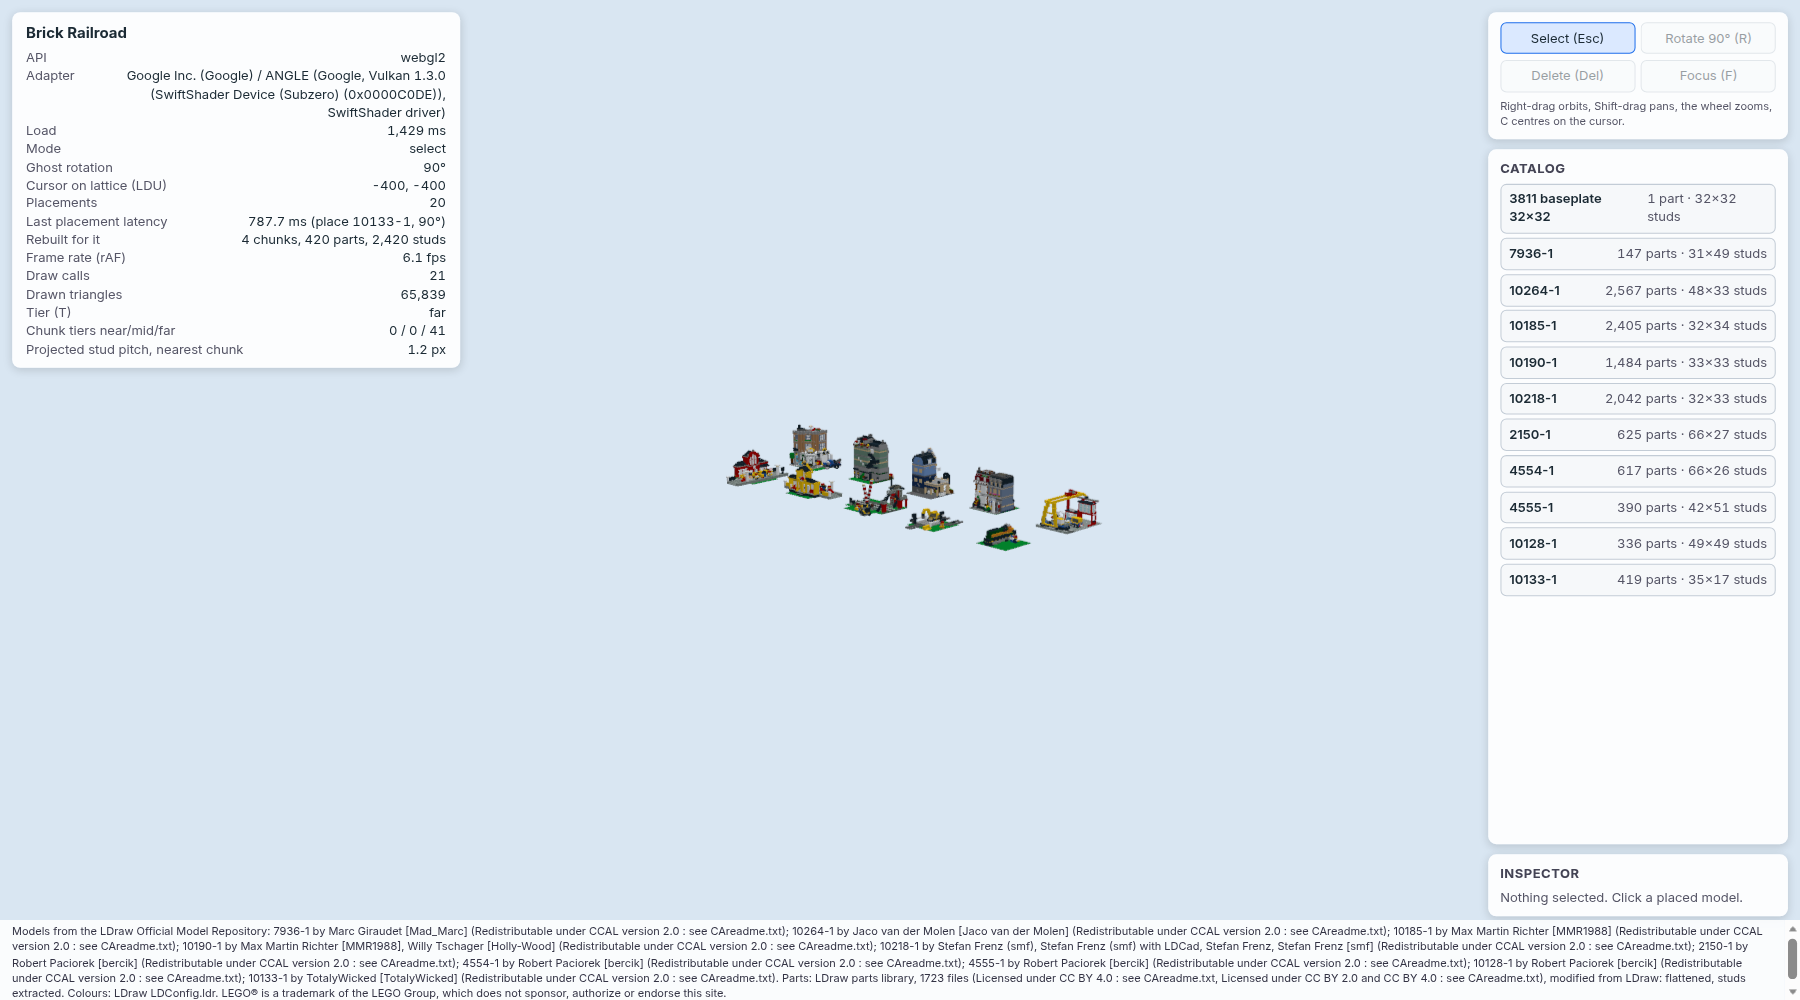 Brick Railroad
API webgl2
Adapter Google Inc. (Google) / ANGLE (Google, Vulkan 1.3.0
(SwiftShader Device (Subzero) (0x0000C0DE)),
SwiftShader driver)
Load 1,429 ms
Mode select
Ghost rotation 90°
Cursor on lattice (LDU) -400, -400
Placements 20
Last placement latency 787.7 ms (place 10133-1, 90°)
Rebuilt for it 4 chunks, 420 parts, 2,420 studs
Frame rate (rAF) 6.1 fps
Draw calls 21
Drawn triangles 65,839
Tier (T) far
Chunk tiers near/mid/far 0 / 0 / 41
Projected stud pitch, nearest chunk 1.2 px
Select (Esc) Rotate 90° (R)
Delete (Del) Focus (F)
Right-drag orbits, Shift-drag pans, the wheel zooms,
C centres on the cursor.
CATALOG
3811 baseplate 1 part · 32×32
32×32 studs
7936-1 147 parts · 31×49 studs
10264-1 2,567 parts · 48×33 studs
10185-1 2,405 parts · 32×34 studs
10190-1 1,484 parts · 33×33 studs
10218-1 2,042 parts · 32×33 studs
2150-1 625 parts · 66×27 studs
4554-1 617 parts · 66×26 studs
4555-1 390 parts · 42×51 studs
10128-1 336 parts · 49×49 studs
10133-1 419 parts · 35×17 studs
INSPECTOR
Nothing selected. Click a placed model.
Models from the LDraw Official Model Repository: 7936-1 by Marc Giraudet [Mad_Marc] (Redistributable under CCAL version 2.0 : see CAreadme.txt); 10264-1 by Jaco van der Molen [Jaco van der Molen] (Redistributable under CCAL version 2.0 : see CAreadme.txt); 10185-1 by Max Martin Richter [MMR1988] (Redistributable under CCAL
version 2.0 : see CAreadme.txt); 10190-1 by Max Martin Richter [MMR1988], Willy Tschager [Holly-Wood] (Redistributable under CCAL version 2.0 : see CAreadme.txt); 10218-1 by Stefan Frenz (smf), Stefan Frenz (smf) with LDCad, Stefan Frenz, Stefan Frenz [smf] (Redistributable under CCAL version 2.0 : see CAreadme.txt); 2150-1 by
Robert Paciorek [bercik] (Redistributable under CCAL version 2.0 : see CAreadme.txt); 4554-1 by Robert Paciorek [bercik] (Redistributable under CCAL version 2.0 : see CAreadme.txt); 4555-1 by Robert Paciorek [bercik] (Redistributable under CCAL version 2.0 : see CAreadme.txt); 10128-1 by Robert Paciorek [bercik] (Redistributable
under CCAL version 2.0 : see CAreadme.txt); 10133-1 by TotalyWicked [TotalyWicked] (Redistributable under CCAL version 2.0 : see CAreadme.txt). Parts: LDraw parts library, 1723 files (Licensed under CC BY 4.0 : see CAreadme.txt, Licensed under CC BY 2.0 and CC BY 4.0 : see CAreadme.txt), modified from LDraw: flattened, studs
extracted. Colours: LDraw LDConfig.ldr. LEGO® is a trademark of the LEGO Group, which does not sponsor, authorize or endorse this site.